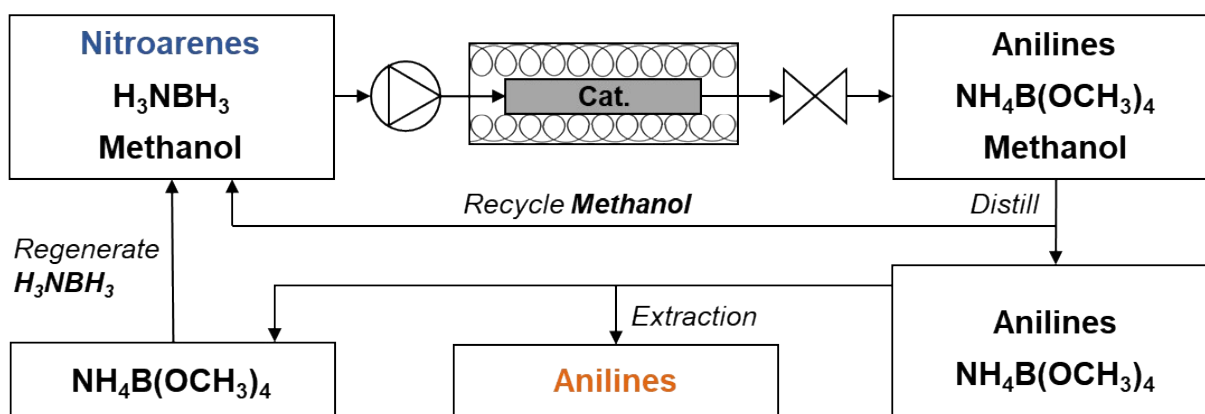 Nitroarenes
H₃NBH₃
Methanol
Cat.
Anilines
NH₄B(OCH₃)₄
Methanol
Recycle Methanol
Distill
Regenerate
H₃NBH₃
Extraction
Anilines
NH₄B(OCH₃)₄
NH₄B(OCH₃)₄
Anilines